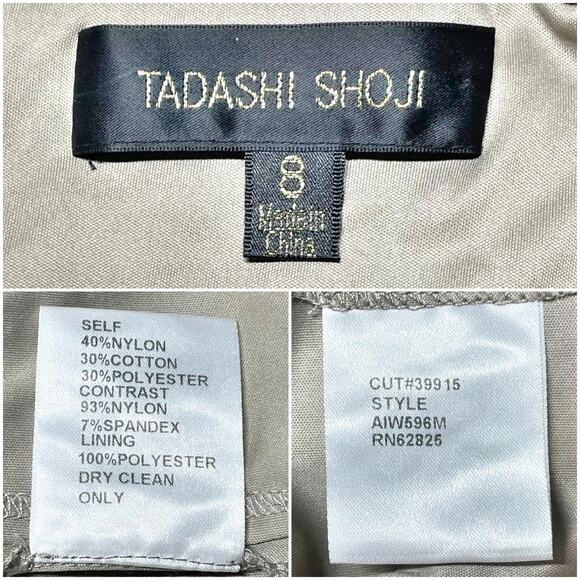 TADASHI SHOJI
8
Made in
China
SELF
40%NYLON
30%COTTON
30%POLYESTER
CONTRAST
93%NYLON
7%SPANDEX
LINING
100%POLYESTER
DRY CLEAN
ONLY
CUT#39915
STYLE
AIW596M
RN62825